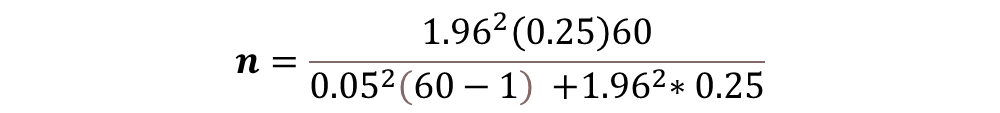 n = 1.96²(0.25)60 / 0.05²(60 − 1) +1.96²* 0.25